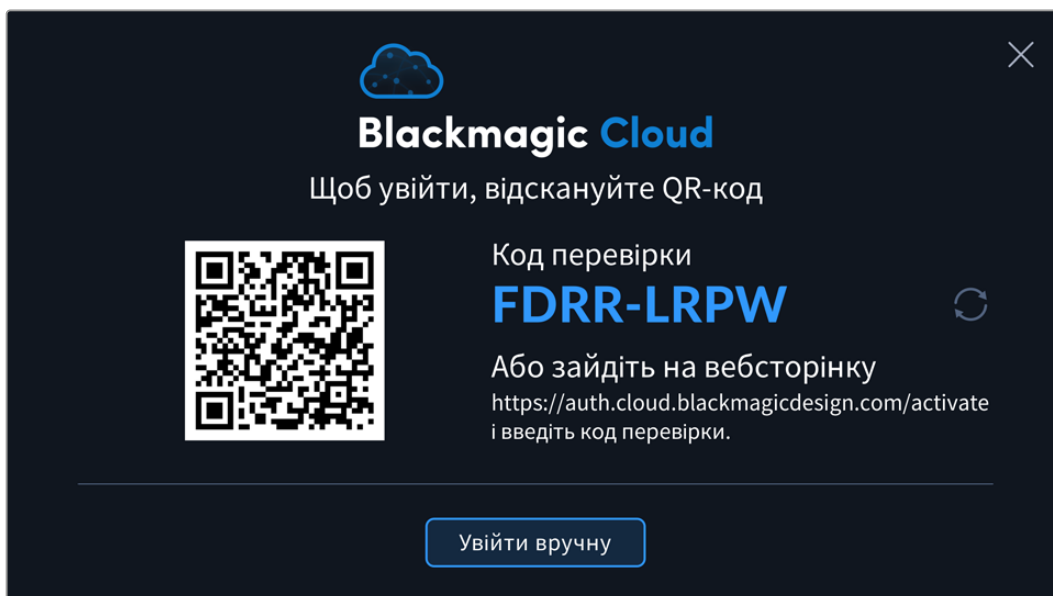 Blackmagic Cloud
Щоб увійти, відскануйте QR-код
Код перевірки
FDRR-LRPW
Або зайдіть на вебсторінку
https://auth.cloud.blackmagicdesign.com/activate
і введіть код перевірки.
Увійти вручну